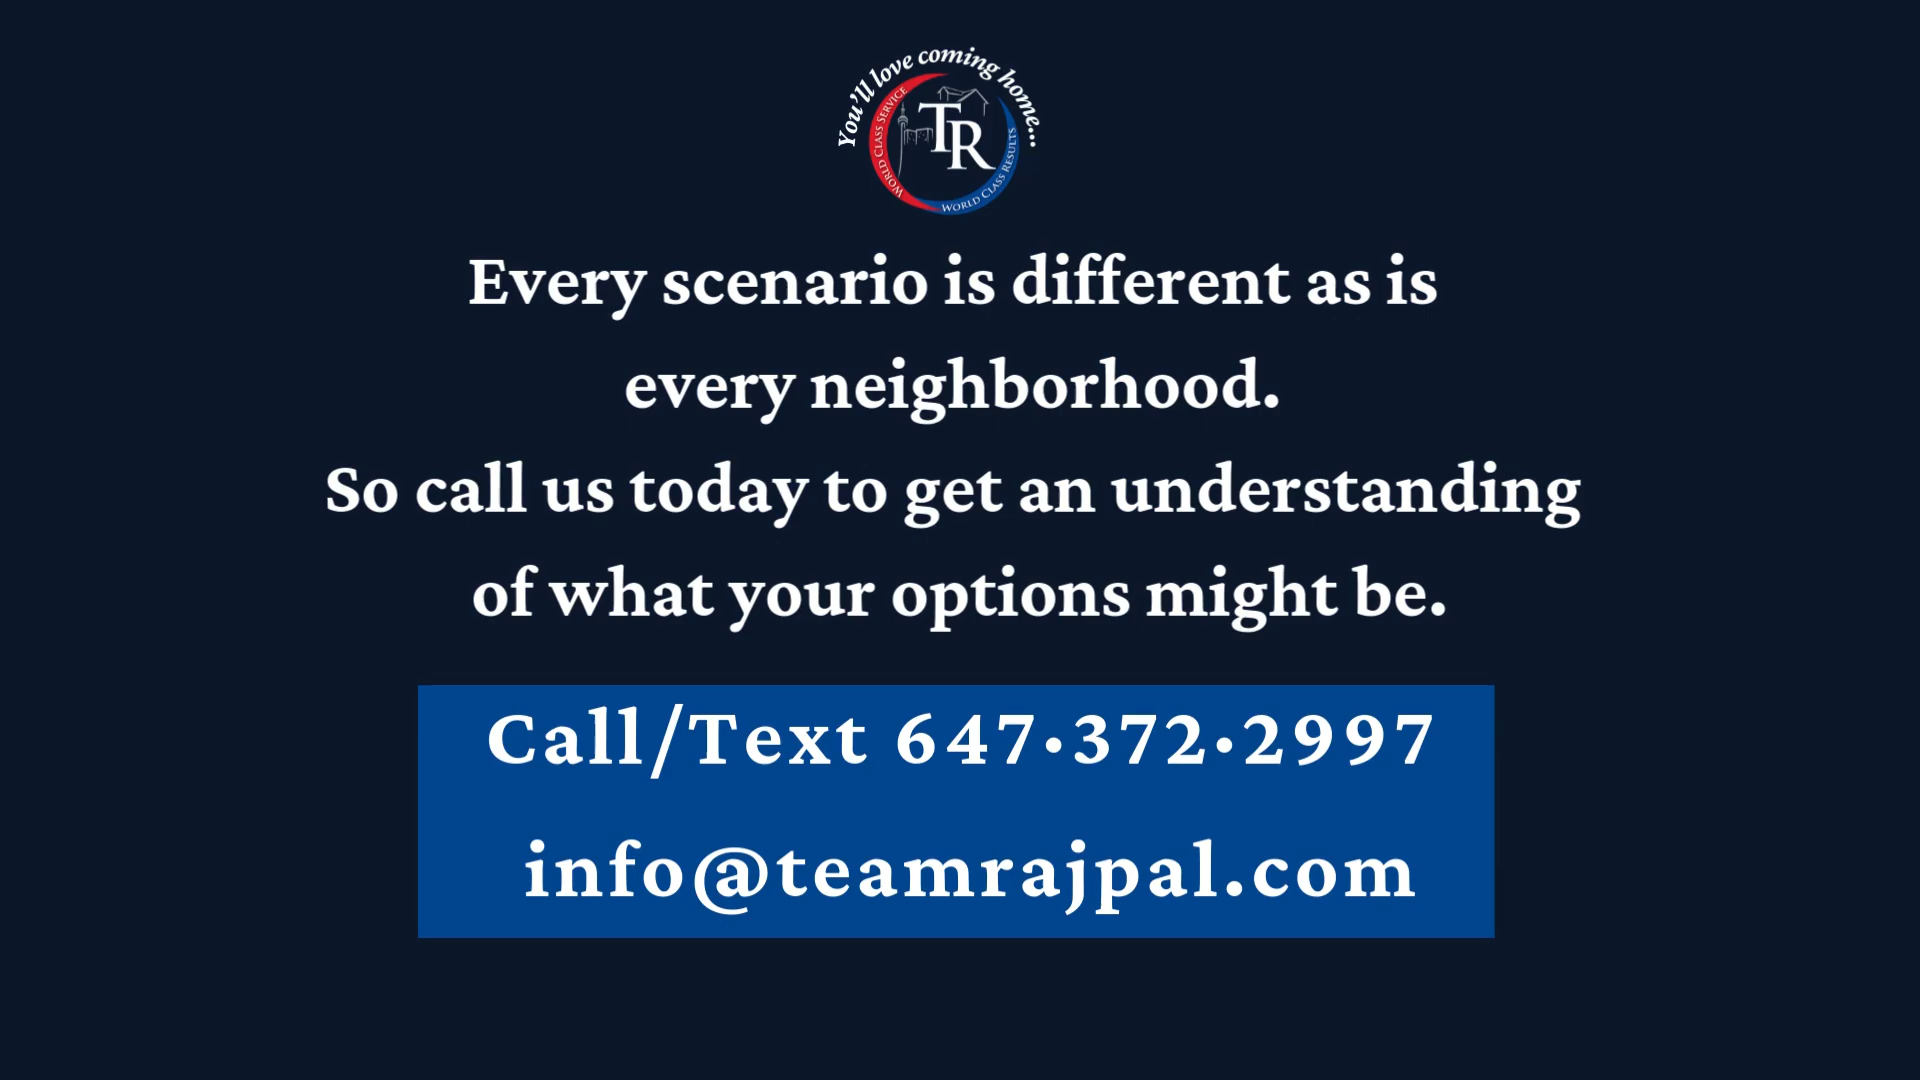 You'll love coming home...
WORLD CLASS SERVICE
TR
WORLD CLASS RESULTS
Every scenario is different as is
every neighborhood.
So call us today to get an understanding
of what your options might be.
Call/Text 647•372•2997
info@teamrajpal.com